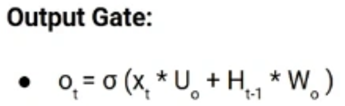 Output Gate:
• oₜ = σ (xₜ * Uₒ + Hₜ₋₁ * Wₒ )